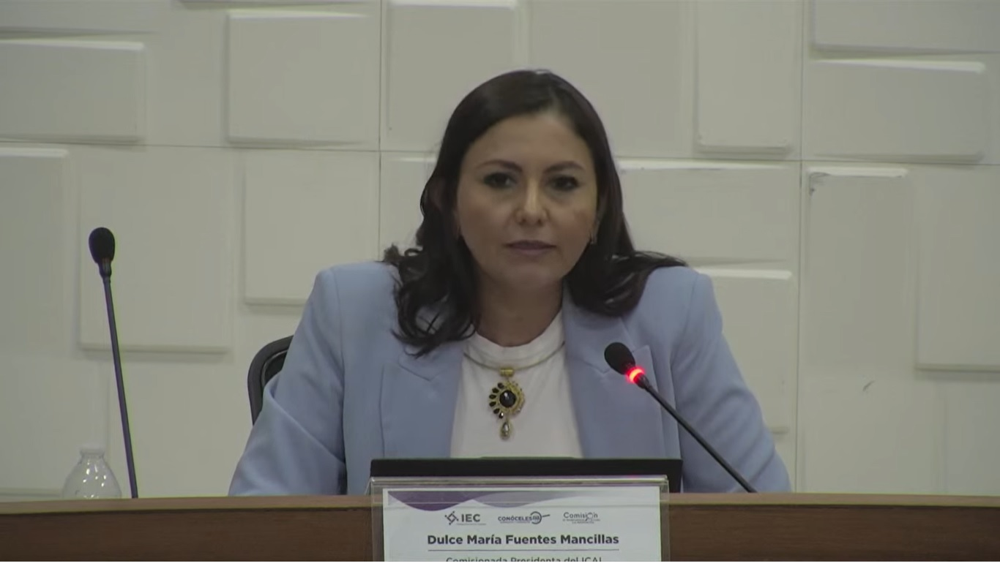 IEC CONÓCELES Comisión
Dulce María Fuentes Mancillas
Comisionada Presidenta del ICAI